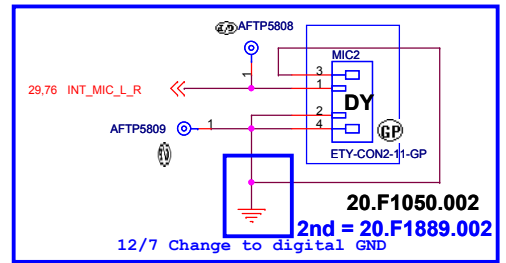 AFTP5808
MIC2
1
3
1
29,76 INT_MIC_L_R
DY
2
AFTP5809
1
4
GP
ETY-CON2-11-GP
20.F1050.002
2nd = 20.F1889.002
12/7 Change to digital GND